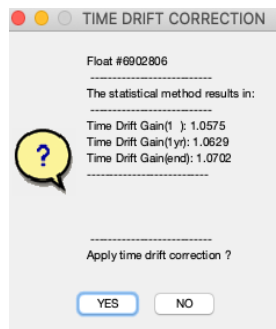 TIME DRIFT CORRECTION
Float #6902806
----------------------------
The statistical method results in:
----------------------------
Time Drift Gain(1  ): 1.0575
Time Drift Gain(1yr): 1.0629
Time Drift Gain(end): 1.0702
----------------------------
?
----------------------------
Apply time drift correction ?
YES NO